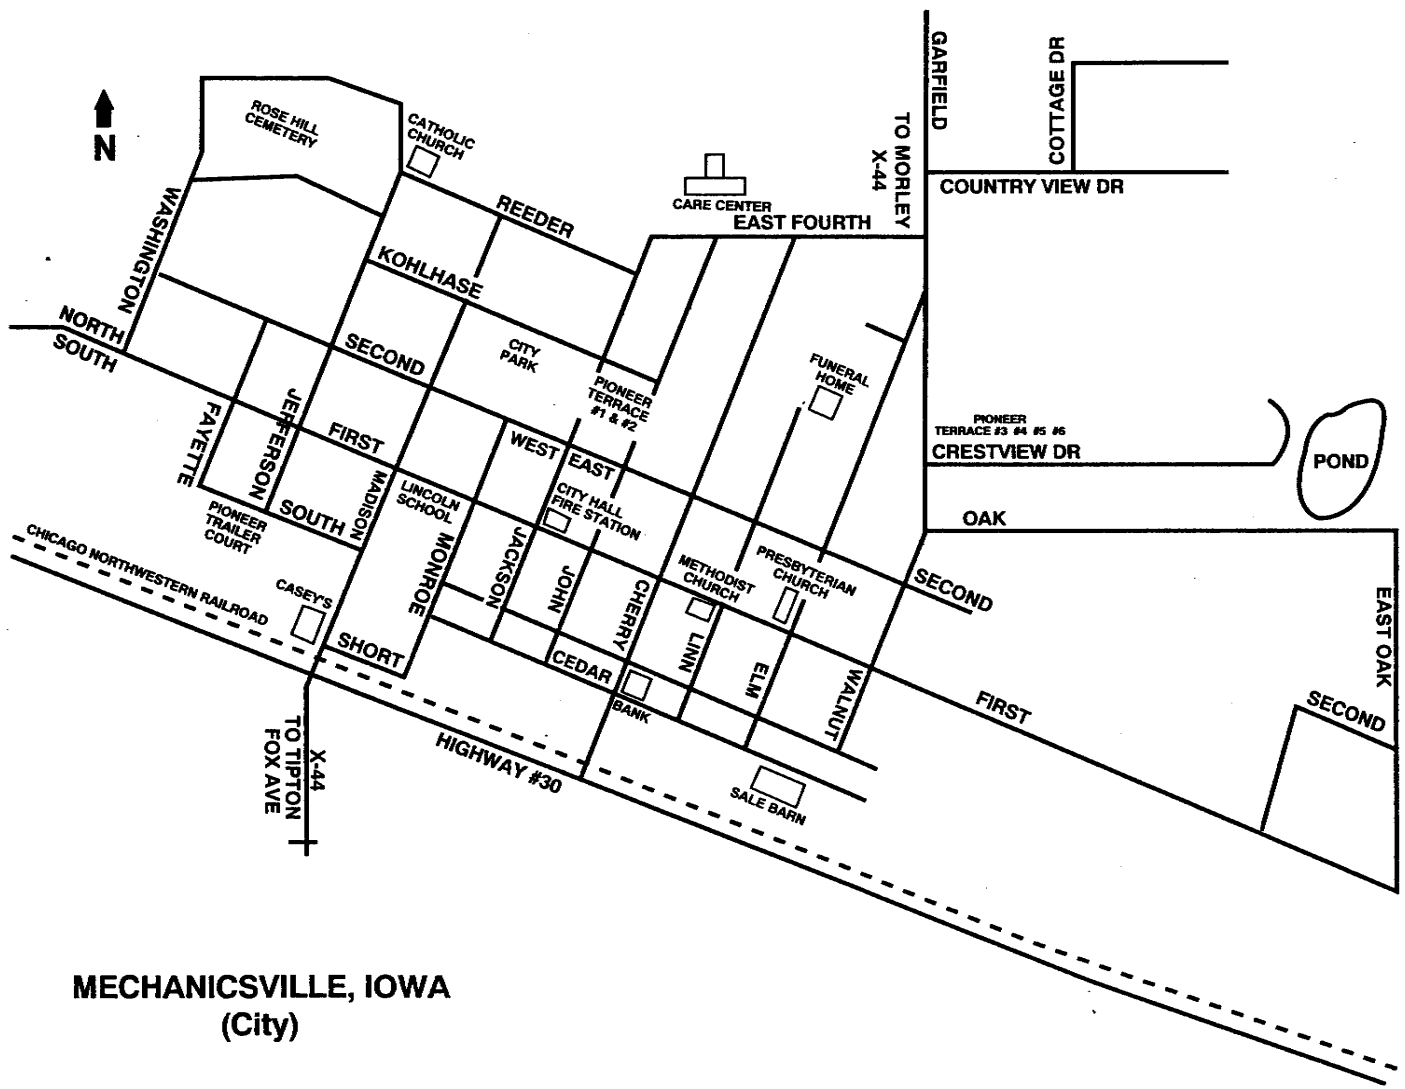 GARFIELD
COTTAGE DR
ROSE HILL
CEMETERY
CATHOLIC
CHURCH
N
TO MORLEY
X-44
COUNTRY VIEW DR
CARE CENTER
EAST FOURTH
REEDER
WASHINGTON
KOHLHASE
NORTH
SOUTH
SECOND
CITY
PARK
FUNERAL
HOME
PIONEER
TERRACE
#1 & #2
PIONEER
TERRACE #3 #4 #5 #6
CRESTVIEW DR
POND
FAYETTE
JEFFERSON
FIRST
WEST
EAST
MADISON
LINCOLN
SCHOOL
CITY HALL
FIRE STATION
OAK
PIONEER
TRAILER
COURT
SOUTH
MONROE
JACKSON
JOHN
CHERRY
METHODIST
CHURCH
PRESBYTERIAN
CHURCH
SECOND
EAST OAK
CHICAGO NORTHWESTERN RAILROAD
CASEY'S
SHORT
CEDAR
LINN
ELM
WALNUT
BANK
FIRST
SECOND
X-44
TO TIPTON
FOX AVE
HIGHWAY #30
SALE BARN
MECHANICSVILLE, IOWA
(City)